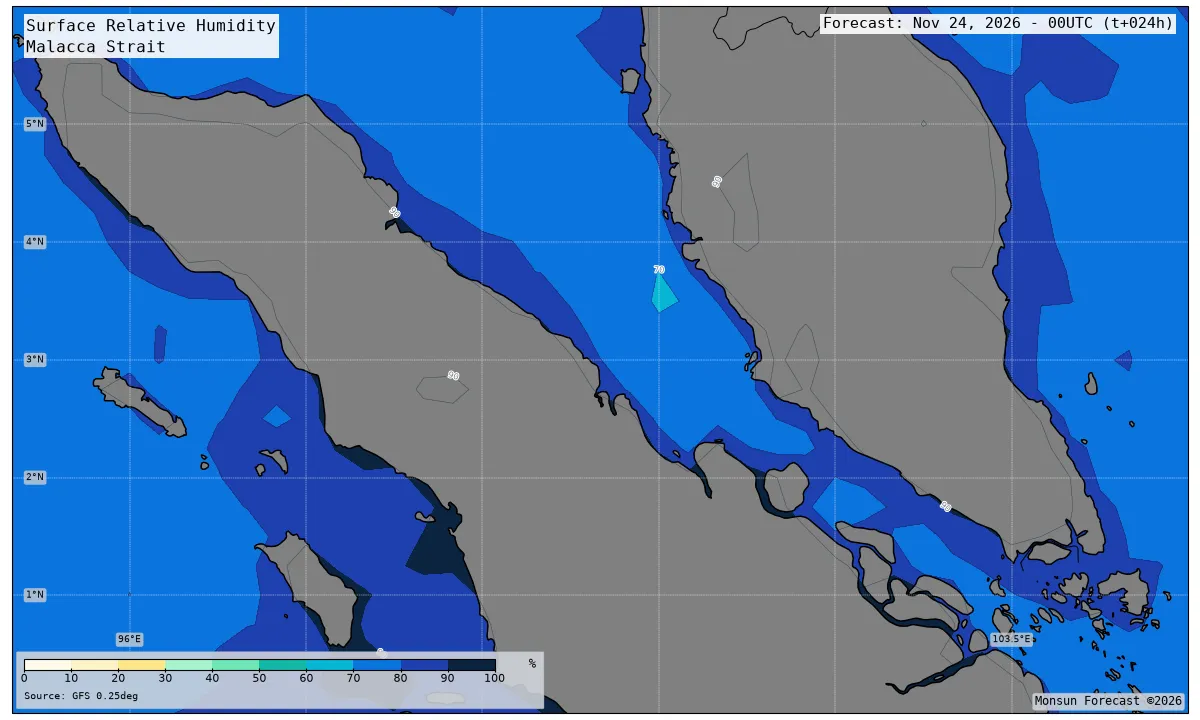 Surface Relative Humidity
Malacca Strait
Forecast: Nov 24, 2026 - 00UTC (t+024h)
5°N
90
90
4°N
70
3°N
90
2°N
90
1°N
96°E
103.5°E
%
0 10 20 30 40 50 60 70 80 90 100
Source: GFS 0.25deg
Monsun Forecast ©2026